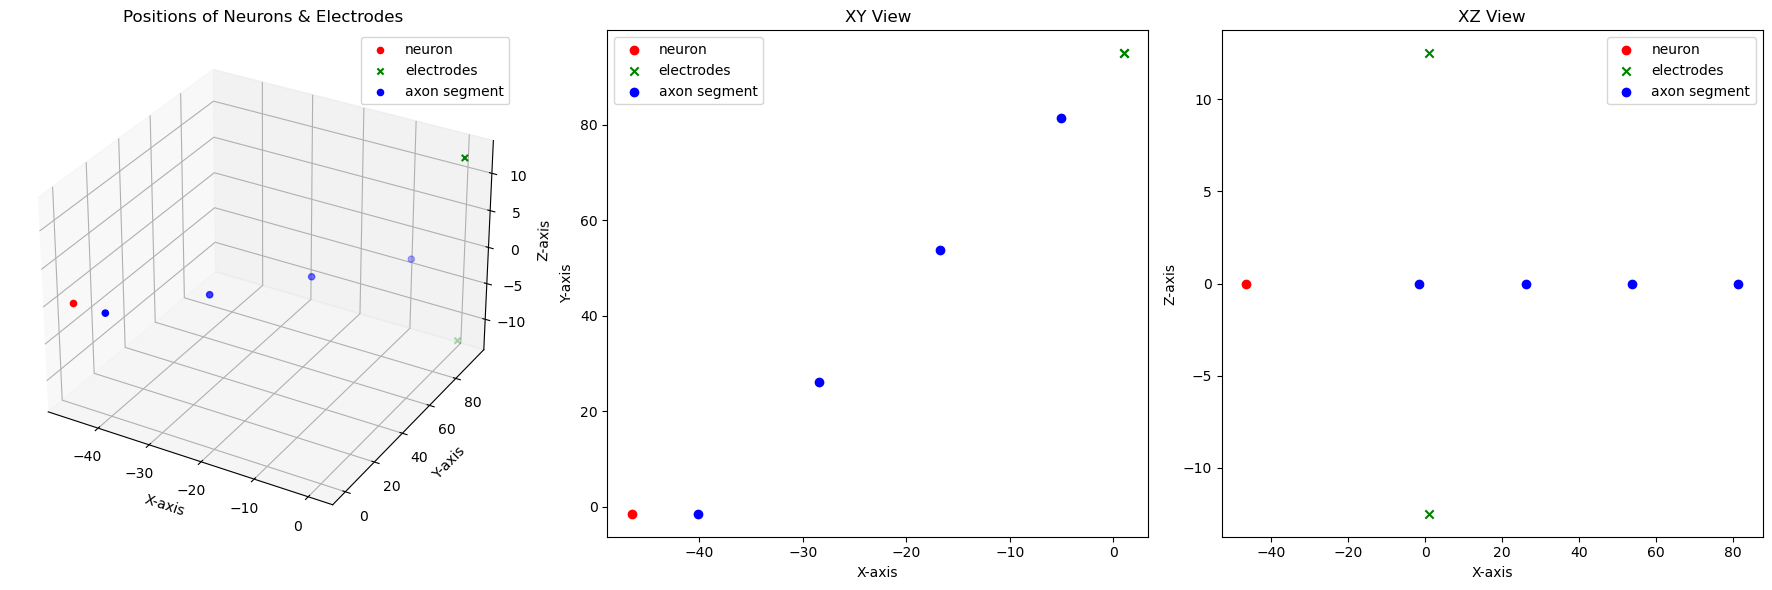 Positions of Neurons & Electrodes
neuron
electrodes
axon segment
10
5
0
−5
−10
Z-axis
−40
−30
−20
−10
0
X-axis
0
20
40
60
80
Y-axis
XY View
neuron
electrodes
axon segment
80
60
40
20
0
Y-axis
−40
−30
−20
−10
0
X-axis
XZ View
neuron
electrodes
axon segment
10
5
0
−5
−10
Z-axis
−40
−20
0
20
40
60
80
X-axis